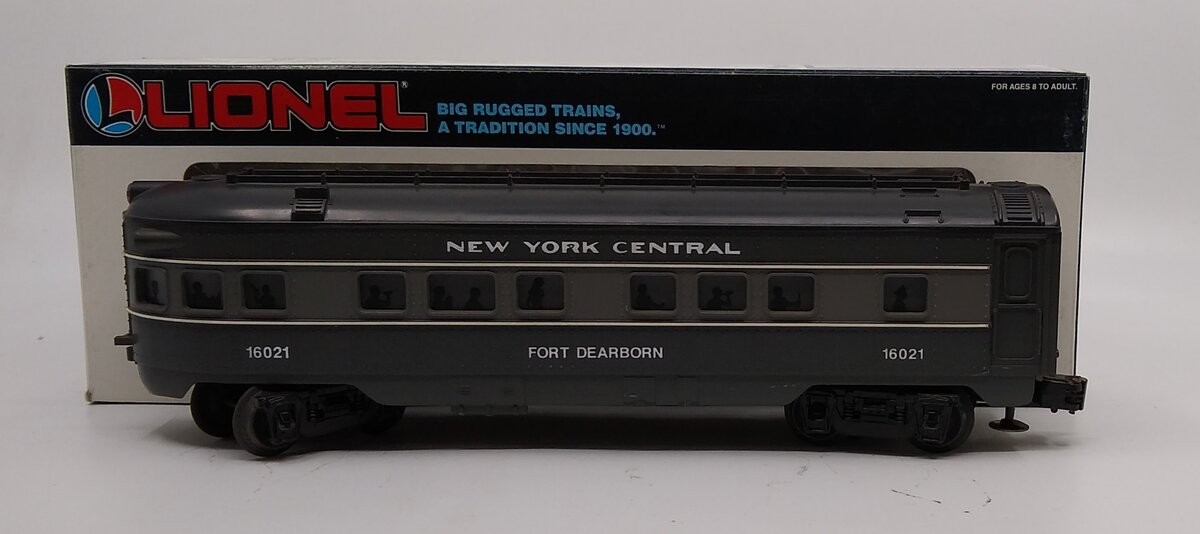 LIONEL®
BIG RUGGED TRAINS,
A TRADITION SINCE 1900.™
FOR AGES 8 TO ADULT.
NEW YORK CENTRAL
16021 FORT DEARBORN 16021